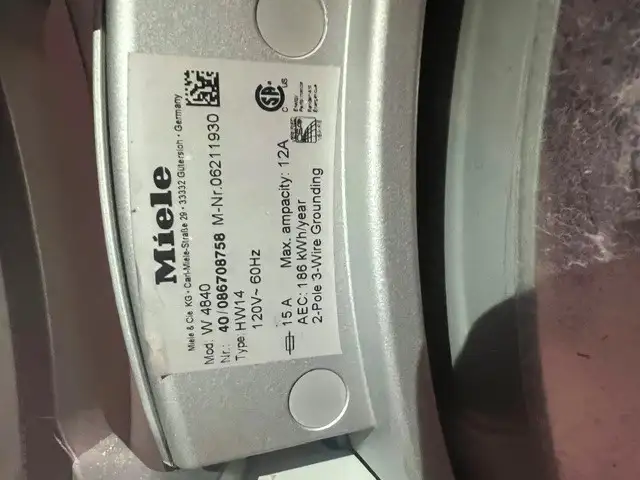 Miele
Miele & Cie. KG · Carl-Miele-Straße 29 · 33332 Gütersloh · Germany
Mod: W 4840
Nr.: 40/086708758 M-Nr.:06211930
Type: HW14
120V~ 60Hz
15 A Max. ampacity: 12A
AEC: 186 kWh/year
2-Pole 3-Wire Grounding
C US